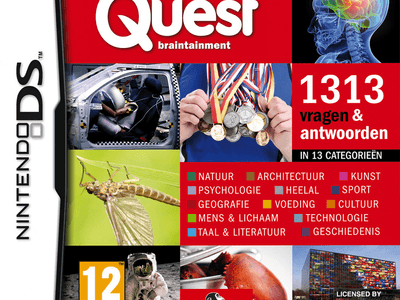 Quest
braintainment
NINTENDO DS™
1313
vragen &
antwoorden
IN 13 CATEGORIEËN
NATUUR ARCHITECTUUR KUNST
PSYCHOLOGIE HEELAL SPORT
GEOGRAFIE VOEDING CULTUUR
MENS & LICHAAM TECHNOLOGIE
TAAL & LITERATUUR GESCHIEDENIS
12
LICENSED BY